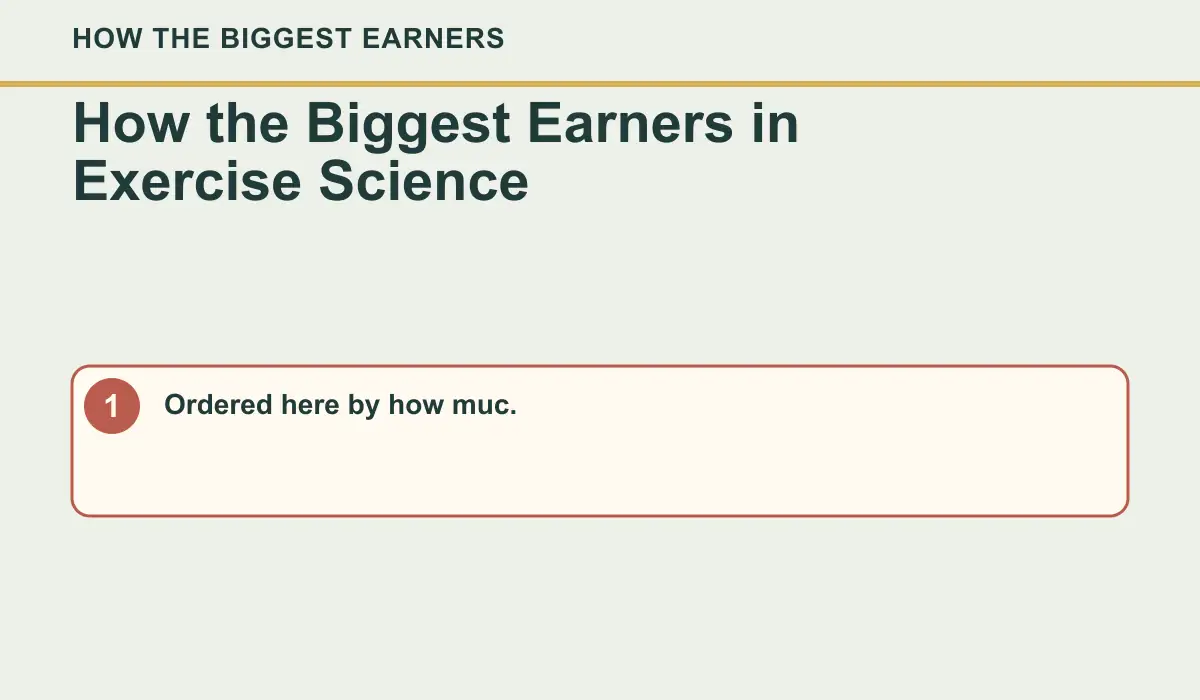 HOW THE BIGGEST EARNERS
How the Biggest Earners in
Exercise Science
1
Ordered here by how muc.